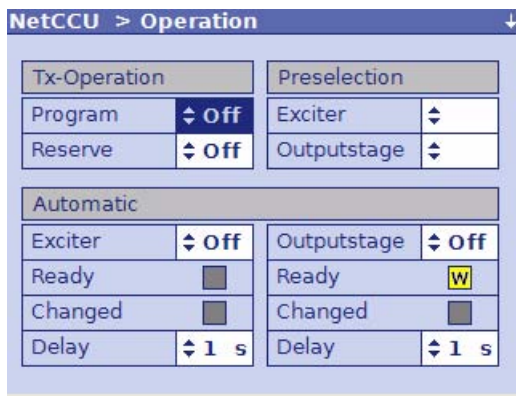 NetCCU > Operation ↓
Tx-Operation
Program Off
Reserve Off
Preselection
Exciter
Outputstage
Automatic
Exciter Off
Ready
Changed
Delay 1 s
Outputstage Off
Ready W
Changed
Delay 1 s